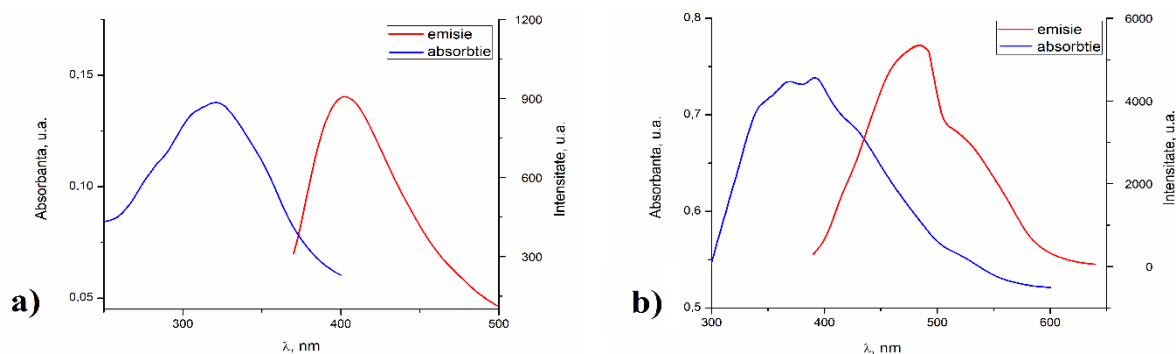 emisie
absorbtie
Absorbanta, u.a.
0,15
0,10
0,05
1200
900
600
300
Intensitate, u.a.
300
400
500
λ, nm
a)
emisie
absorbtie
Absorbanta, u.a.
0,8
0,7
0,6
0,5
6000
4000
2000
0
Intensitate, u.a.
300
400
500
600
λ, nm
b)